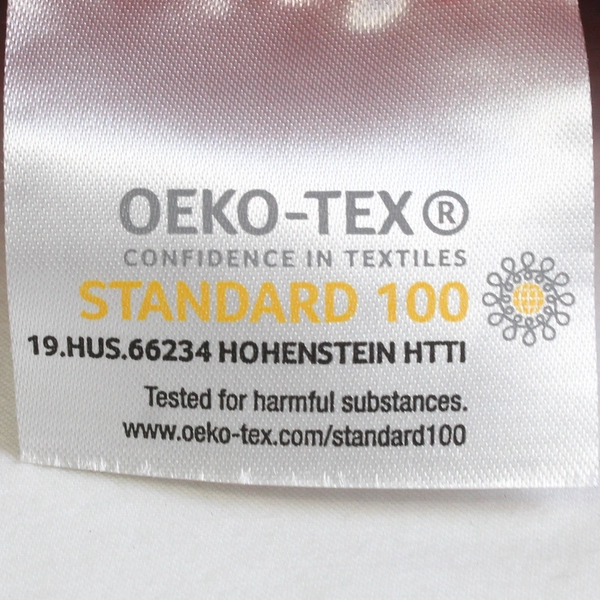 OEKO-TEX®
CONFIDENCE IN TEXTILES
STANDARD 100
19.HUS.66234 HOHENSTEIN HTTI
Tested for harmful substances.
www.oeko-tex.com/standard100